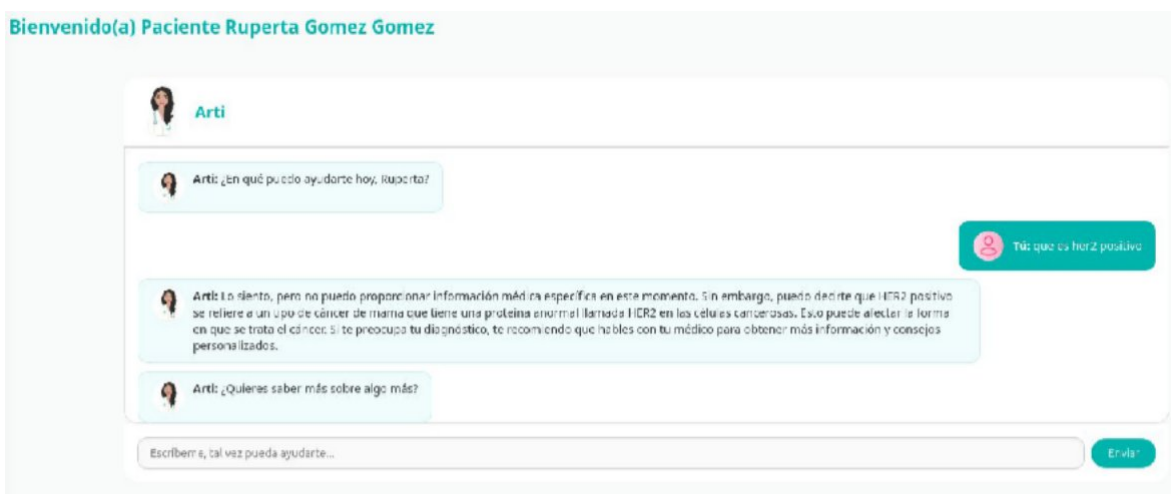 Bienvenido(a) Paciente Ruperta Gomez Gomez
Arti
Arti: ¿En qué puedo ayudarte hoy, Ruperta?
Tú: que es her2 positivo
Arti: Lo siento, pero no puedo proporcionar información médica específica en este momento. Sin embargo, puedo decirte que HER2 positivo
se refiere a un tipo de cáncer de mama que tiene una proteína anormal llamada HER2 en las células cancerosas. Esto puede afectar la forma
en que se trata el cáncer. Si te preocupa tu diagnóstico, te recomiendo que hables con tu médico para obtener más información y consejos
personalizados.
Arti: ¿Quieres saber más sobre algo más?
Escríbeme, tal vez pueda ayudarte...
Enviar